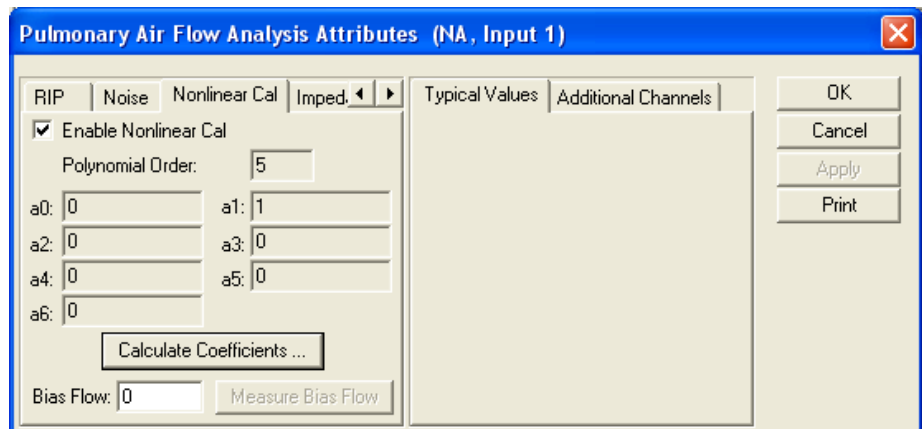 Pulmonary Air Flow Analysis Attributes (NA, Input 1)
RIP Noise Nonlinear Cal
Typical Values Additional Channels
OK
Enable Nonlinear Cal
Cancel
Polynomial Order: 5
Apply
a0: 0 a1: 1
Print
a2: 0 a3: 0
a4: 0 a5: 0
a6: 0
Calculate Coefficients ...
Bias Flow: 0 Measure Bias Flow